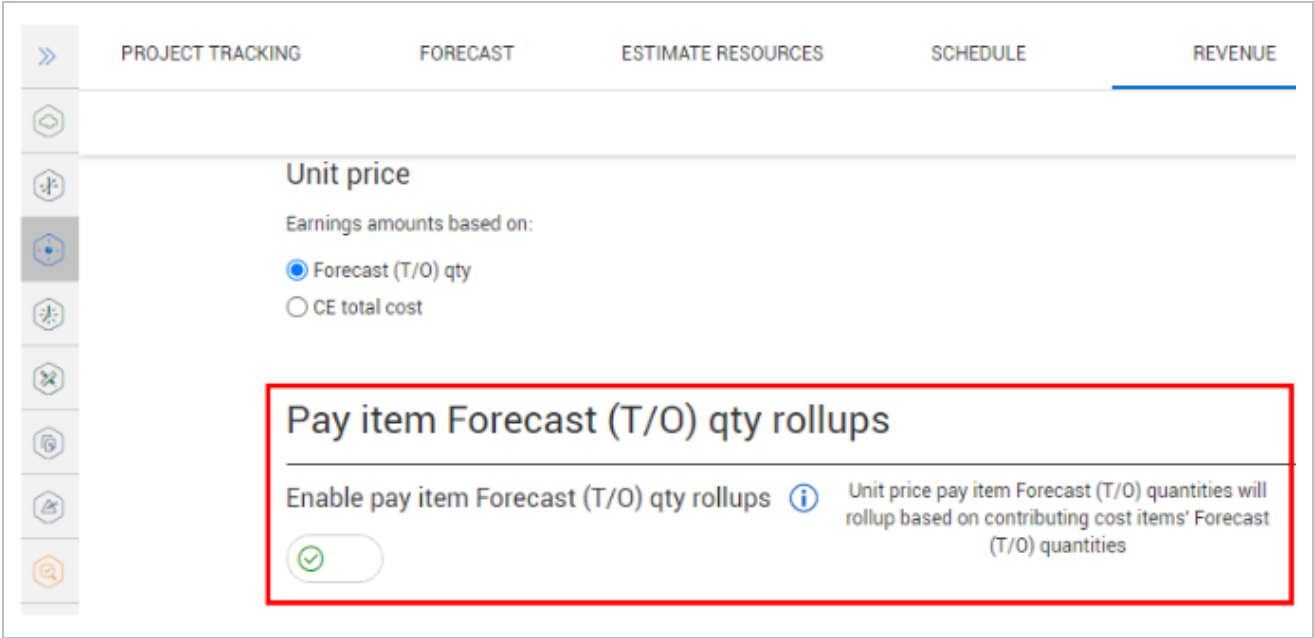 PROJECT TRACKING FORECAST ESTIMATE RESOURCES SCHEDULE REVENUE
Unit price
Earnings amounts based on:
Forecast (T/O) qty
CE total cost
Pay item Forecast (T/O) qty rollups
Enable pay item Forecast (T/O) qty rollups
Unit price pay item Forecast (T/O) quantities will
rollup based on contributing cost items' Forecast
(T/O) quantities